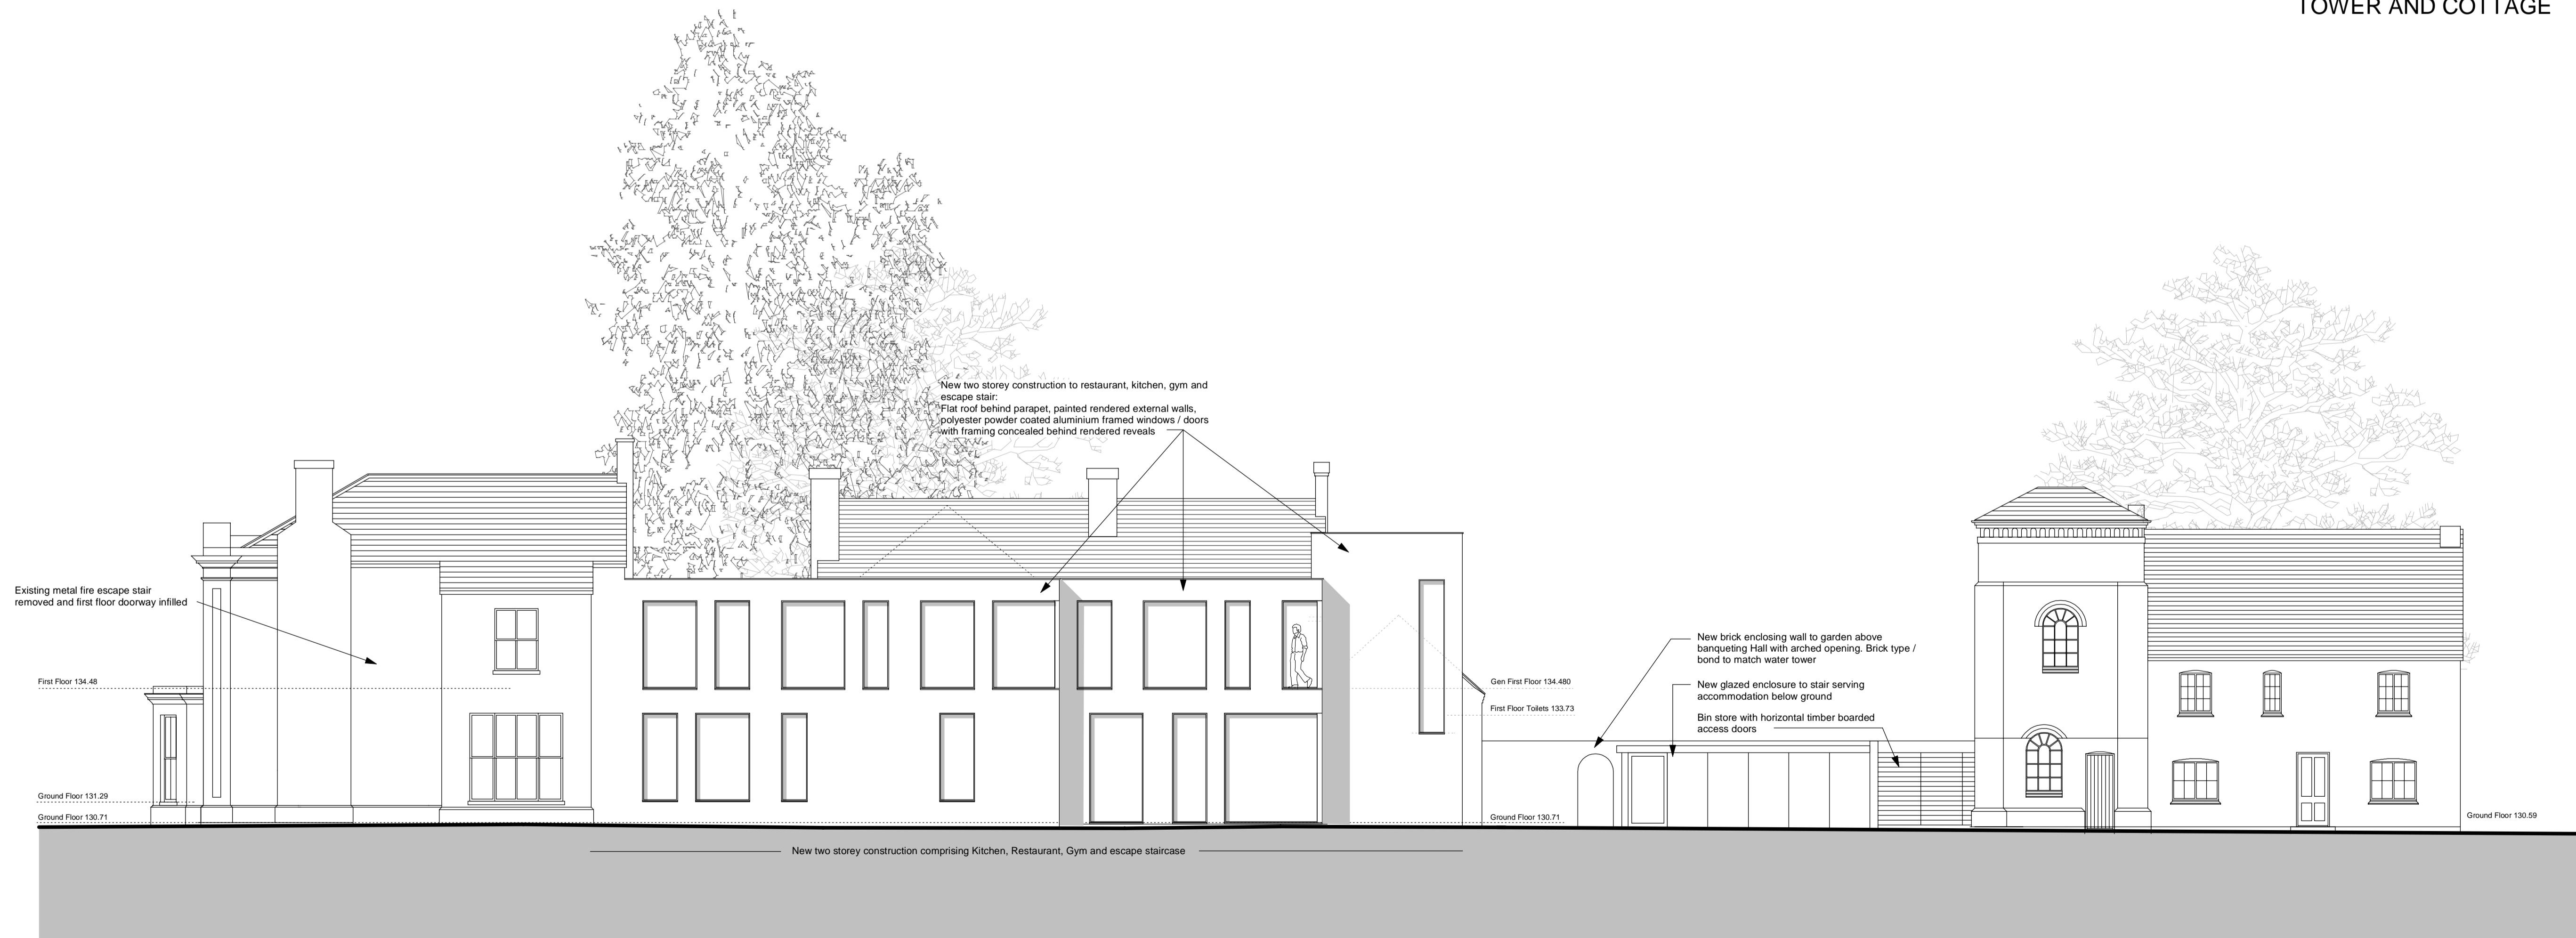 TOWER AND COTTAGE
New two storey construction to restaurant, kitchen, gym and
escape stair:
Flat roof behind parapet, painted rendered external walls,
polyester powder coated aluminium framed windows / doors
with framing concealed behind rendered reveals
Existing metal fire escape stair
removed and first floor doorway infilled
New brick enclosing wall to garden above
banqueting Hall with arched opening. Brick type /
bond to match water tower
First Floor 134.48
Gen First Floor 134.480
New glazed enclosure to stair serving
accommodation below ground
First Floor Toilets 133.73
Bin store with horizontal timber boarded
access doors
Ground Floor 131.29
Ground Floor 130.71
Ground Floor 130.71
Ground Floor 130.59
New two storey construction comprising Kitchen, Restaurant, Gym and escape staircase